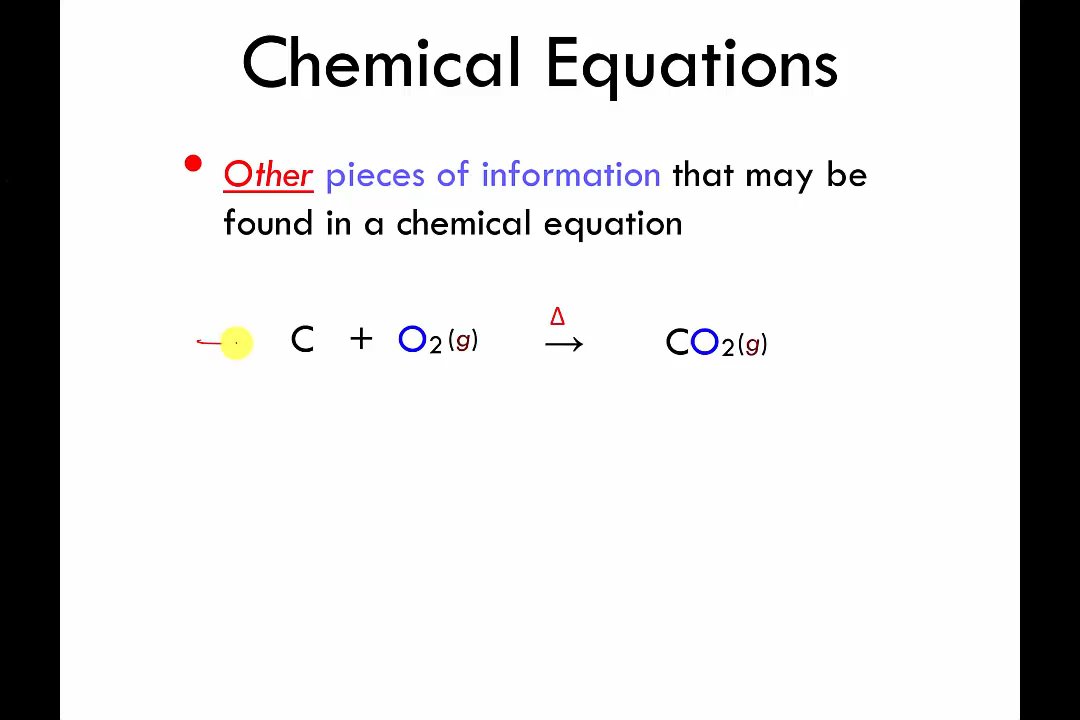 Chemical Equations
• Other pieces of information that may be
found in a chemical equation
Δ
C + O₂(g) → CO₂(g)